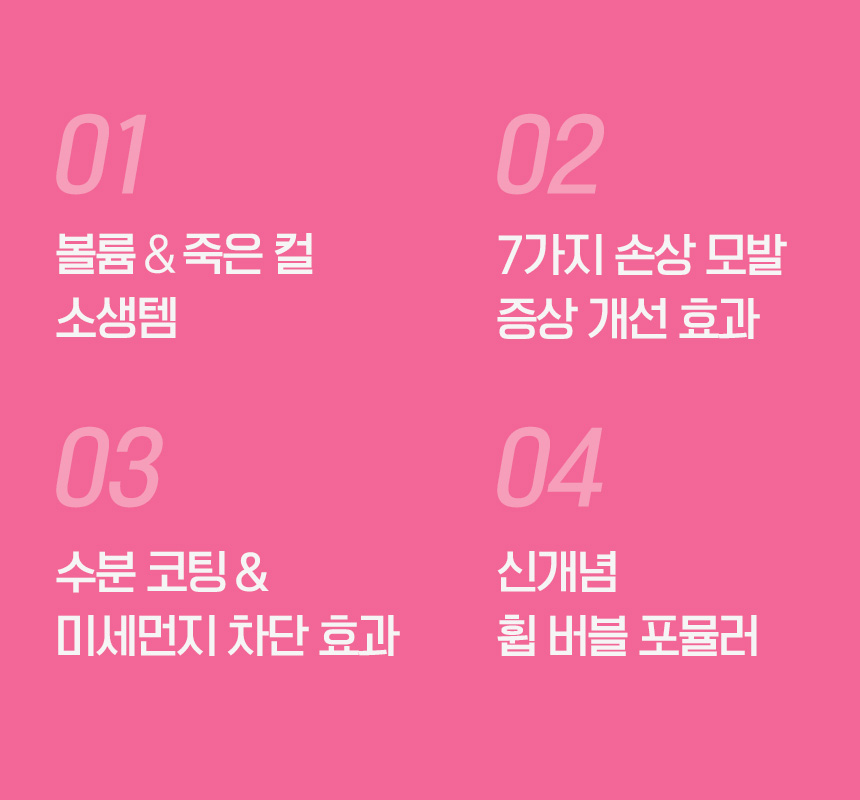 01
볼륨 & 죽은 컬
소생템
02
7가지 손상 모발
증상 개선 효과
03
수분 코팅 &
미세먼지 차단 효과
04
신개념
휩 버블 포뮬러